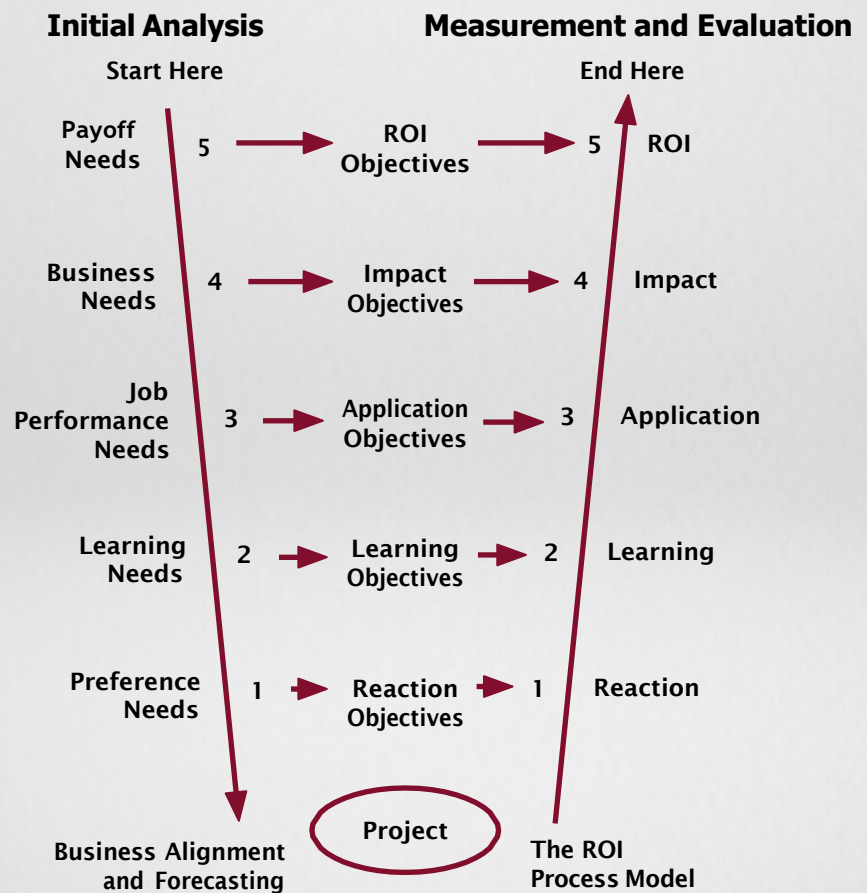 Initial Analysis
Measurement and Evaluation
Start Here
End Here
Payoff
Needs
5
ROI
Objectives
5
ROI
Business
Needs
4
Impact
Objectives
4
Impact
Job
Performance
Needs
3
Application
Objectives
3
Application
Learning
Needs
2
Learning
Objectives
2
Learning
Preference
Needs
1
Reaction
Objectives
1
Reaction
Business Alignment
and Forecasting
Project
The ROI
Process Model